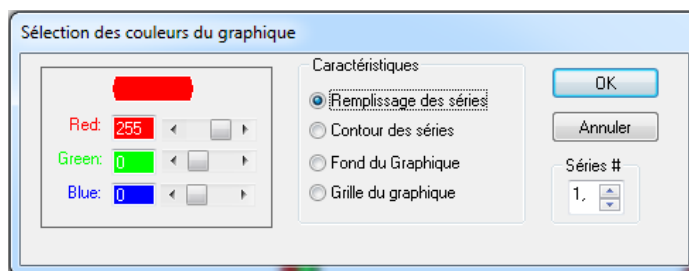 Sélection des couleurs du graphique
Red: 255
Green: 0
Blue: 0
Caractéristiques
Remplissage des séries
Contour des séries
Fond du Graphique
Grille du graphique
OK
Annuler
Séries #
1,